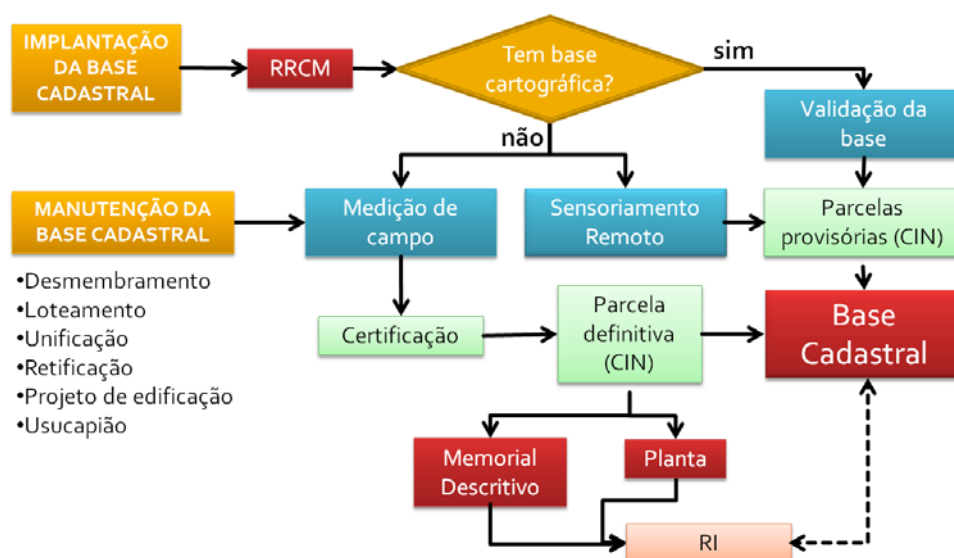 IMPLANTAÇÃO
DA BASE
CADASTRAL
RRCM
Tem base
cartográfica?
sim
não
Validação da
base
MANUTENÇÃO DA
BASE CADASTRAL
Medição de
campo
Sensoriamento
Remoto
Parcelas
provisórias (CIN)
•Desmembramento
•Loteamento
•Unificação
•Retificação
•Projeto de edificação
•Usucapião
Certificação
Parcela
definitiva
(CIN)
Base
Cadastral
Memorial
Descritivo
Planta
RI